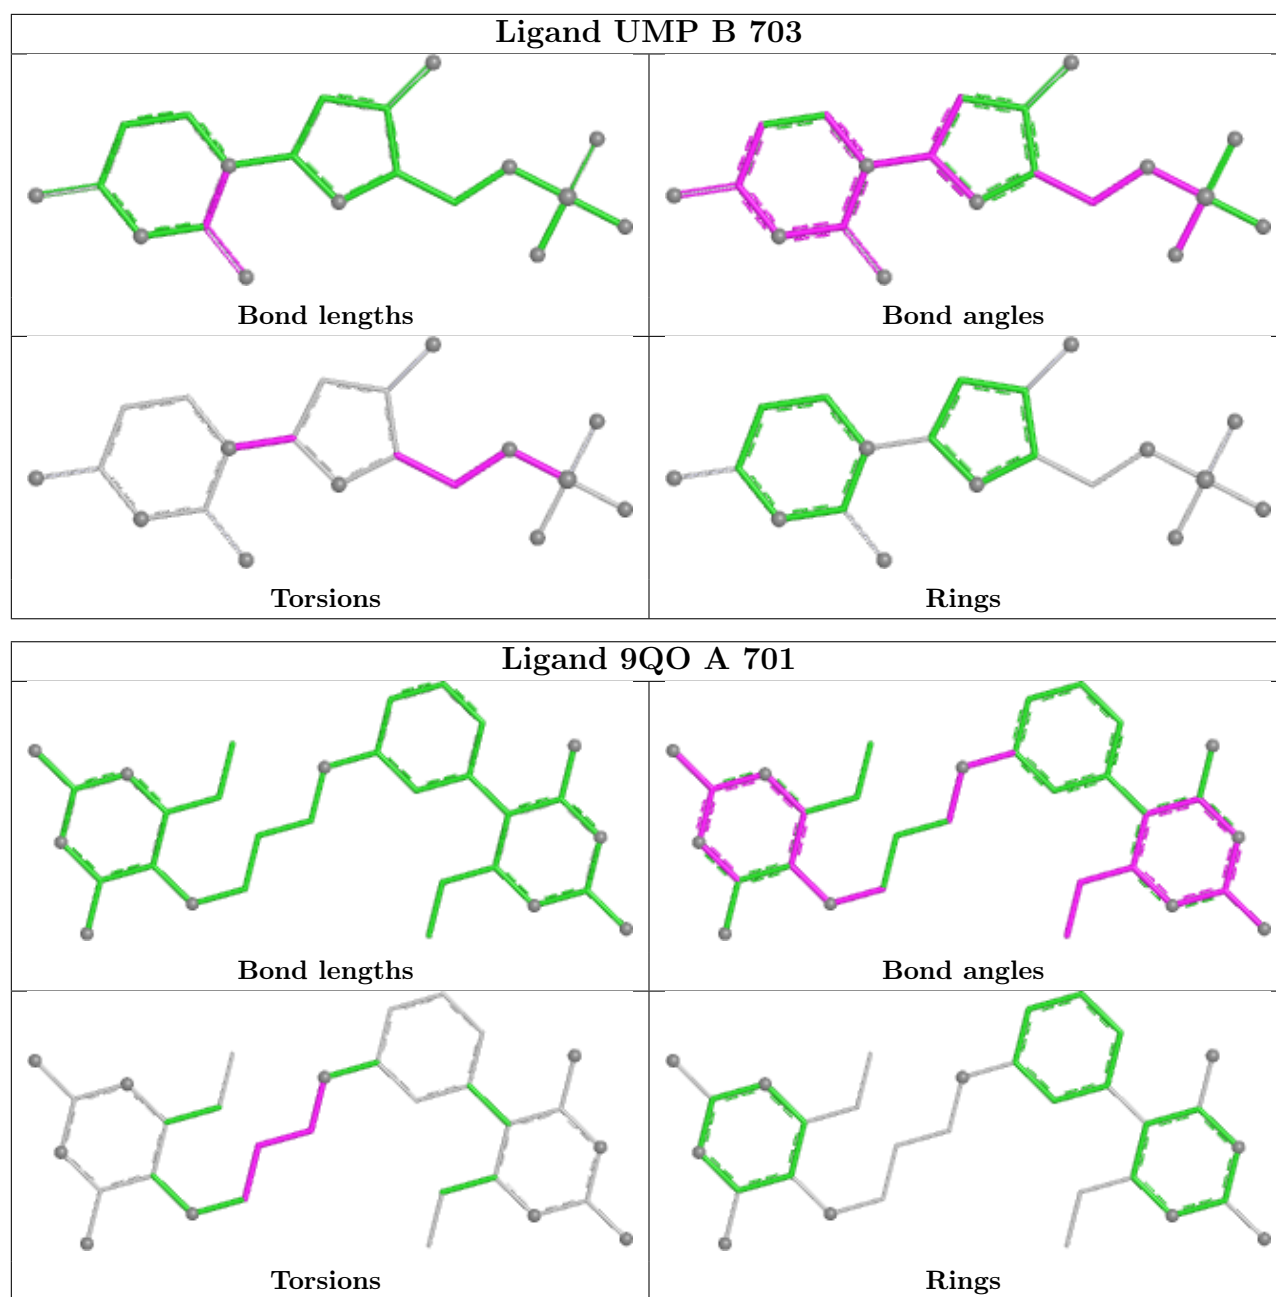 Ligand UMP B 703
Bond lengths
Bond angles
Torsions
Rings
Ligand 9QO A 701
Bond lengths
Bond angles
Torsions
Rings